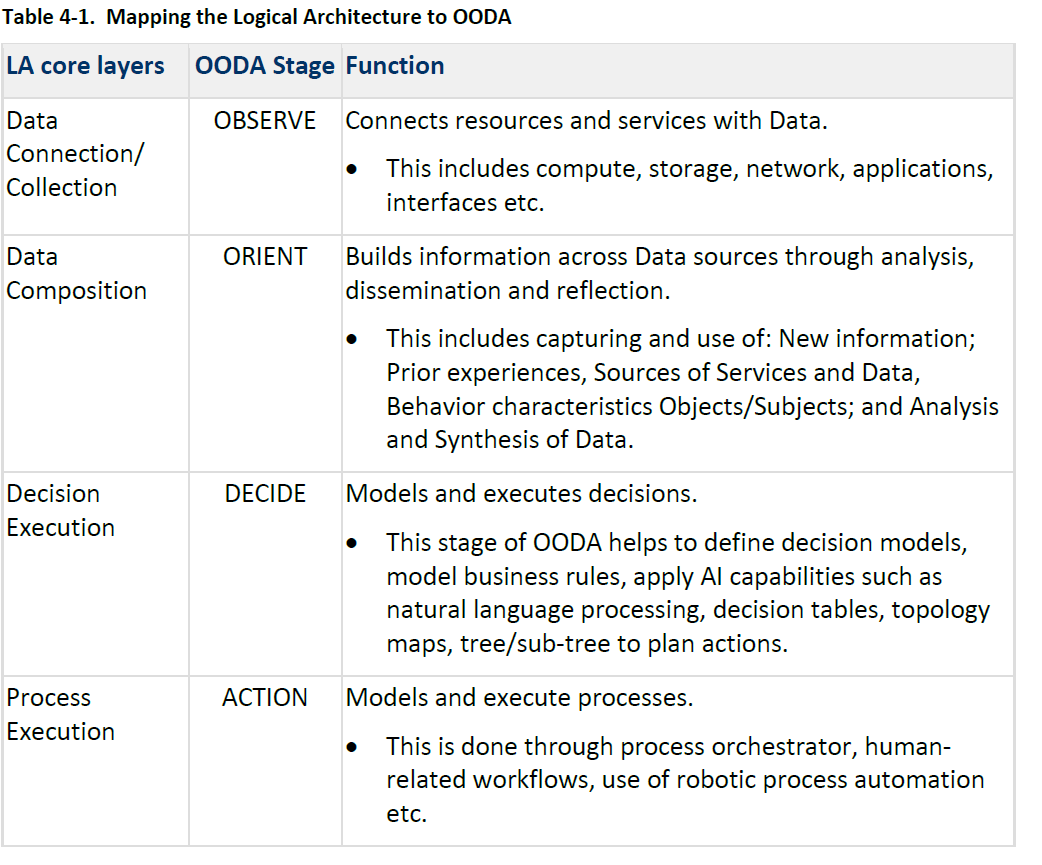 Table 4-1.  Mapping the Logical Architecture to OODA
LA core layers OODA Stage Function
Data
Connection/
Collection
OBSERVE
Connects resources and services with Data.
• This includes compute, storage, network, applications,
interfaces etc.
Data
Composition
ORIENT
Builds information across Data sources through analysis,
dissemination and reflection.
• This includes capturing and use of: New information;
Prior experiences, Sources of Services and Data,
Behavior characteristics Objects/Subjects; and Analysis
and Synthesis of Data.
Decision
Execution
DECIDE
Models and executes decisions.
• This stage of OODA helps to define decision models,
model business rules, apply AI capabilities such as
natural language processing, decision tables, topology
maps, tree/sub-tree to plan actions.
Process
Execution
ACTION
Models and execute processes.
• This is done through process orchestrator, human-
related workflows, use of robotic process automation
etc.